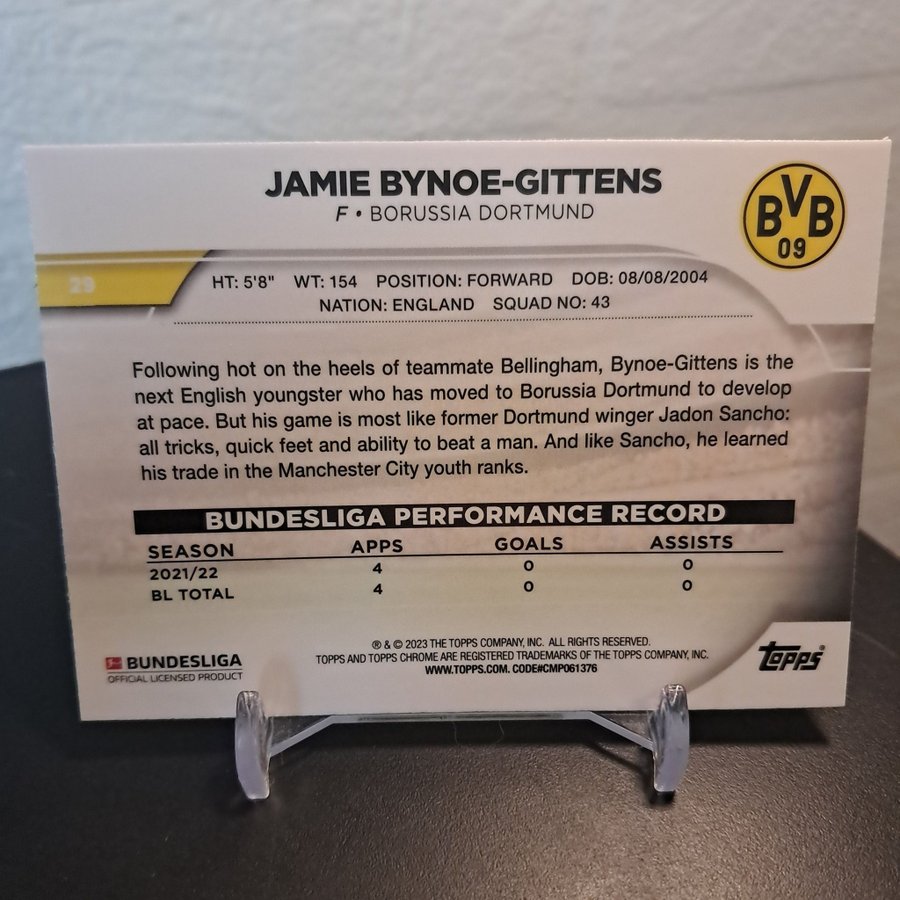 JAMIE BYNOE-GITTENS
F • BORUSSIA DORTMUND
BVB
09
29
HT: 5'8" WT: 154 POSITION: FORWARD DOB: 08/08/2004
NATION: ENGLAND SQUAD NO: 43
Following hot on the heels of teammate Bellingham, Bynoe-Gittens is the
next English youngster who has moved to Borussia Dortmund to develop
at pace. But his game is most like former Dortmund winger Jadon Sancho:
all tricks, quick feet and ability to beat a man. And like Sancho, he learned
his trade in the Manchester City youth ranks.
BUNDESLIGA PERFORMANCE RECORD
SEASON APPS GOALS ASSISTS
2021/22 4 0 0
BL TOTAL 4 0 0
® & © 2023 THE TOPPS COMPANY, INC. ALL RIGHTS RESERVED.
TOPPS AND TOPPS CHROME ARE REGISTERED TRADEMARKS OF THE TOPPS COMPANY, INC.
WWW.TOPPS.COM. CODE#CMP061376
BUNDESLIGA
OFFICIAL LICENSED PRODUCT
Topps®